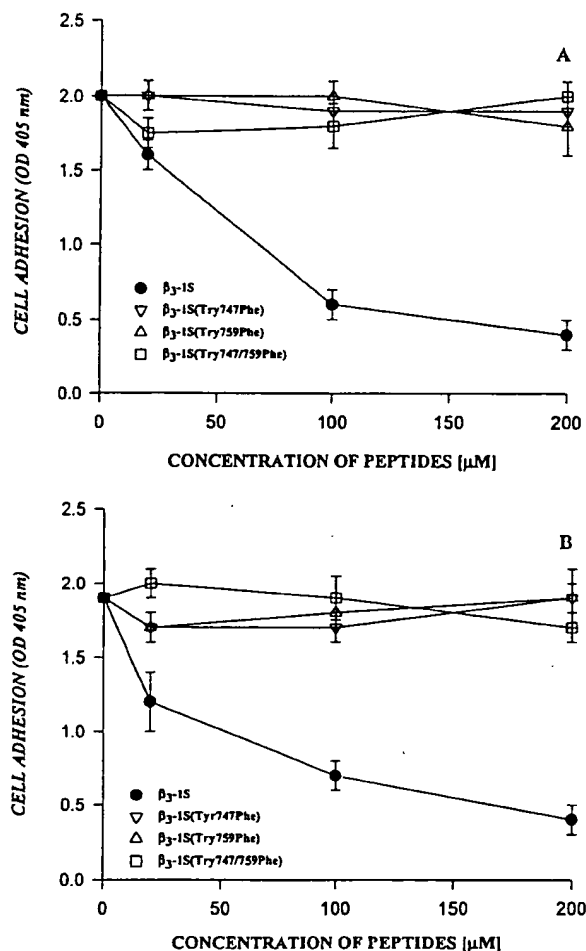 A
2.5
2.0
1.5
1.0
0.5
0.0
CELL ADHESION (OD 405 nm)
β3-1S
β3-1S(Try747Phe)
β3-1S(Try759Phe)
β3-1S(Try747/759Phe)
0 50 100 150 200
CONCENTRATION OF PEPTIDES [μM]
B
2.5
2.0
1.5
1.0
0.5
0.0
CELL ADHESION (OD 405 nm)
β3-1S
β3-1S(Tyr747Phe)
β3-1S(Try759Phe)
β3-1S(Try747/759Phe)
0 50 100 150 200
CONCENTRATION OF PEPTIDES [μM]